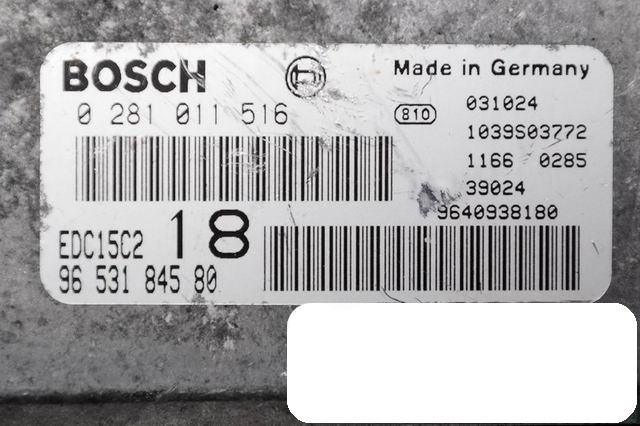 BOSCH
Made in Germany
0 281 011 516
810
031024
1039S03772
1166 0285
39024
9640938180
18
EDC15C2
96 531 845 80